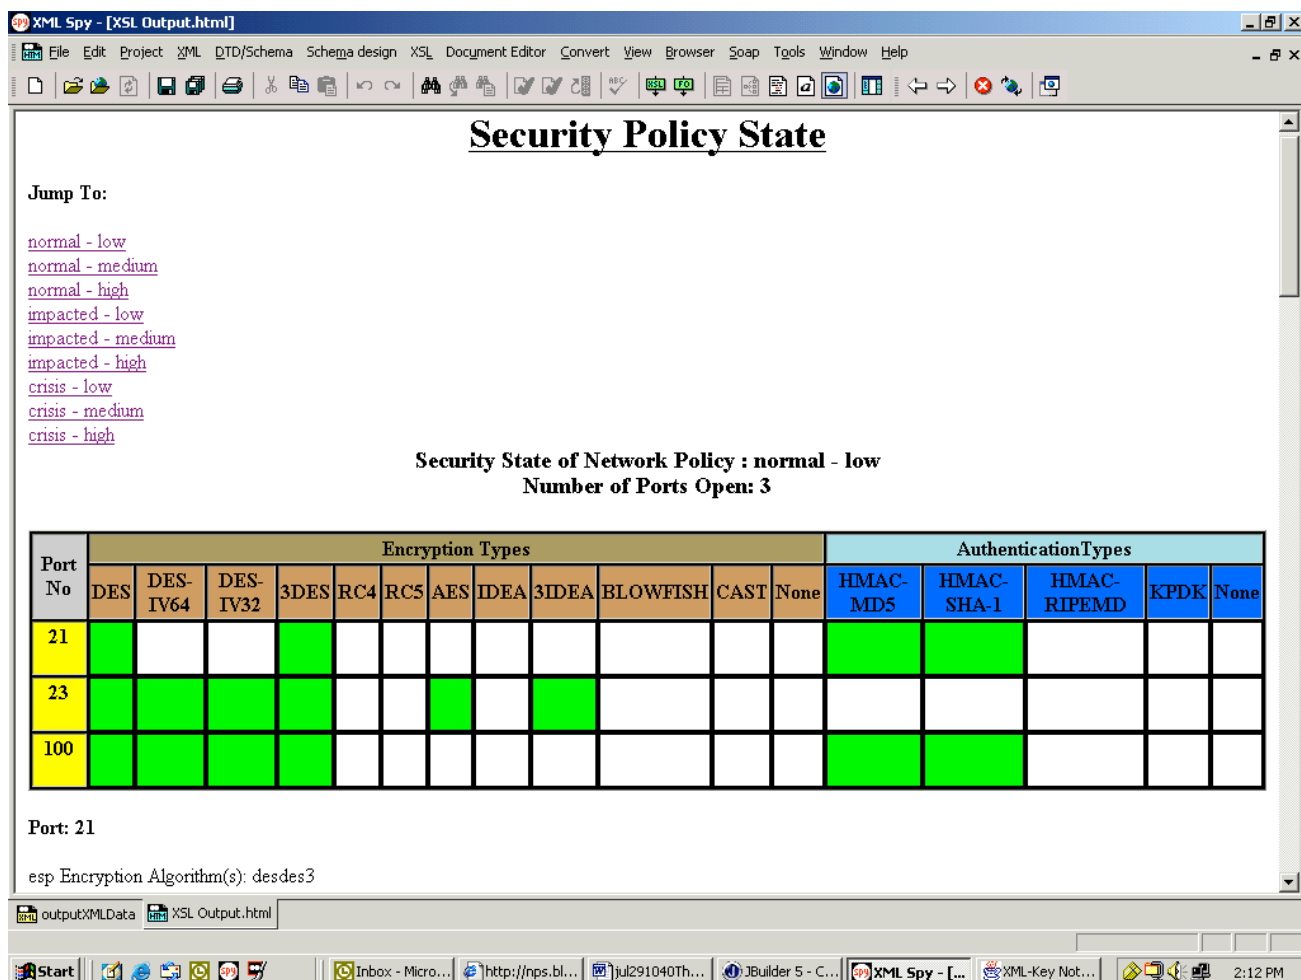 XML Spy - [XSL Output.html]
File Edit Project XML DTD/Schema Schema design XSL Document Editor Convert View Browser Soap Tools Window Help
Security Policy State
Jump To:
normal - low
normal - medium
normal - high
impacted - low
impacted - medium
impacted - high
crisis - low
crisis - medium
crisis - high
Security State of Network Policy : normal - low
Number of Ports Open: 3
Port No Encryption Types AuthenticationTypes
DES DES-IV64 DES-IV32 3DES RC4 RC5 AES IDEA 3IDEA BLOWFISH CAST None HMAC-MD5 HMAC-SHA-1 HMAC-RIPEMD KPDK None
21
23
100
Port: 21
esp Encryption Algorithm(s): desdes3
outputXMLData XSL Output.html
Start Inbox - Micro... http://nps.bl... jul291040Th... JBuilder 5 - C... XML Spy - [... XML-Key Not... 2:12 PM